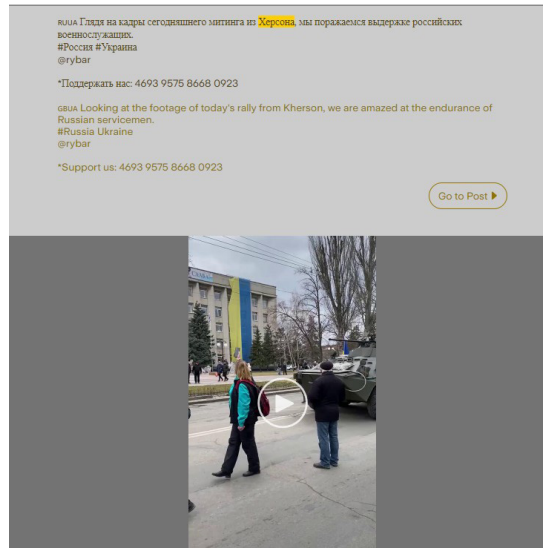 RUUA Глядя на кадры сегодняшнего митинга из Херсона, мы поражаемся выдержке российских
военнослужащих.
#Россия #Украина
@rybar
*Поддержать нас: 4693 9575 8668 0923
GBUA Looking at the footage of today's rally from Kherson, we are amazed at the endurance of
Russian servicemen.
#Russia Ukraine
@rybar
*Support us: 4693 9575 8668 0923
Go to Post